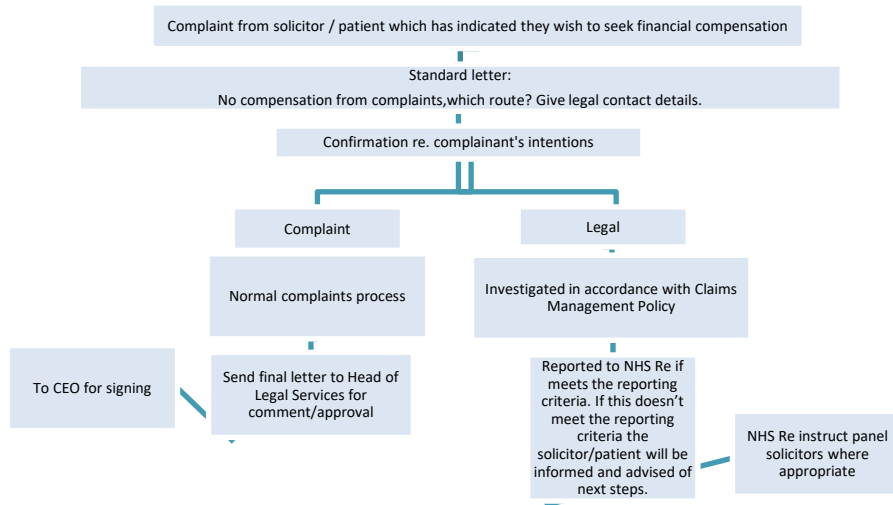 Complaint from solicitor / patient which has indicated they wish to seek financial compensation
Standard letter:
No compensation from complaints,which route? Give legal contact details.
Confirmation re. complainant's intentions
Complaint
Legal
Normal complaints process
Investigated in accordance with Claims
Management Policy
To CEO for signing
Send final letter to Head of
Legal Services for
comment/approval
Reported to NHS Re if
meets the reporting
criteria. If this doesn’t
meet the reporting
criteria the
solicitor/patient will be
informed and advised of
next steps.
NHS Re instruct panel
solicitors where
appropriate